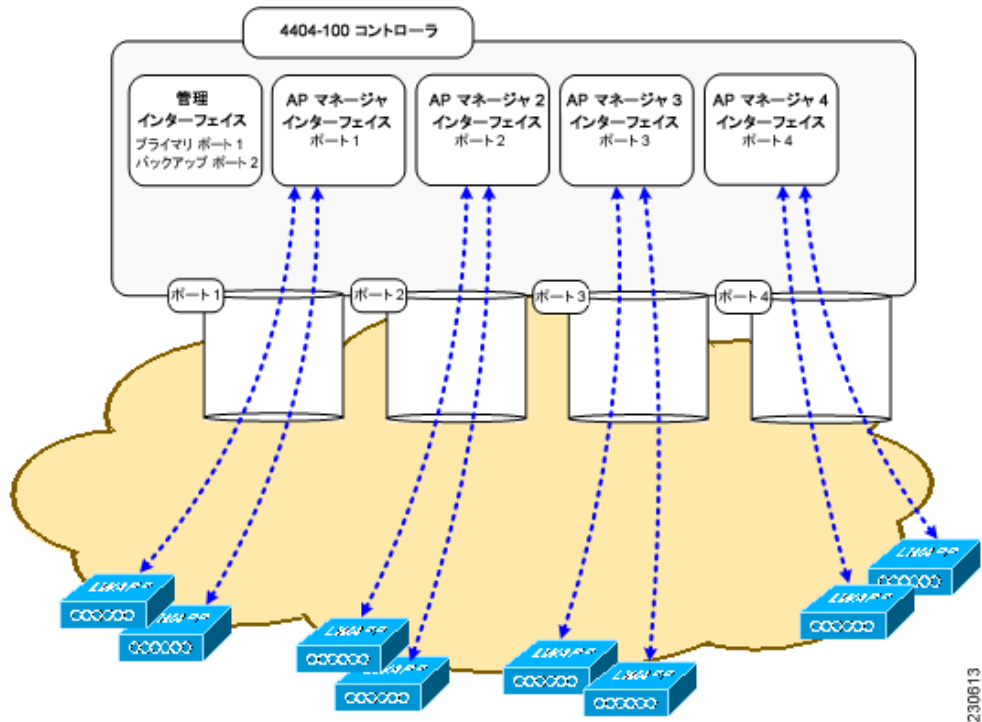 4404-100 コントローラ
管理
インターフェイス
プライマリ ポート 1
バックアップ ポート 2
AP マネージャ
インターフェイス
ポート 1
AP マネージャ 2
インターフェイス
ポート 2
AP マネージャ 3
インターフェイス
ポート 3
AP マネージャ 4
インターフェイス
ポート 4
ポート 1
ポート 2
ポート 3
ポート 4
LWAPP
LWAPP
LWAPP
LWAPP
LWAPP
LWAPP
LWAPP
LWAPP
230613